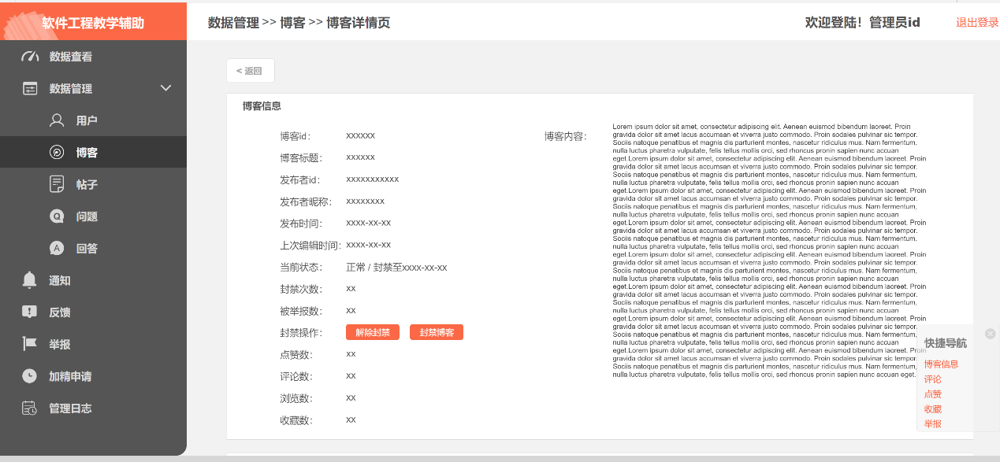 软件工程教学辅助
数据管理 >> 博客 >> 博客详情页
欢迎登陆！管理员id
退出登录
数据查看
数据管理
用户
博客
帖子
问题
回答
通知
反馈
举报
加精申请
管理日志
< 返回
博客信息
博客id： xxxxxx
博客标题： xxxxxx
发布者id： xxxxxxxxxxx
发布者昵称： xxxxxxxx
发布时间： xxxx-xx-xx
上次编辑时间： xxxx-xx-xx
当前状态： 正常 / 封禁至xxxx-xx-xx
封禁次数： xx
被举报数： xx
封禁操作： 解除封禁 封禁博客
点赞数： xx
评论数： xx
浏览数： xx
收藏数： xx
博客内容：
Lorem ipsum dolor sit amet, consectetur adipiscing elit. Aenean euismod bibendum laoreet. Proin
gravida dolor sit amet lacus accumsan et viverra justo commodo. Proin sodales pulvinar sic tempor.
Sociis natoque penatibus et magnis dis parturient montes, nascetur ridiculus mus. Nam fermentum,
nulla luctus pharetra vulputate, felis tellus mollis orci, sed rhoncus pronin sapien nunc accuan
eget.Lorem ipsum dolor sit amet, consectetur adipiscing elit. Aenean euismod bibendum laoreet. Proin
gravida dolor sit amet lacus accumsan et viverra justo commodo. Proin sodales pulvinar sic tempor.
Sociis natoque penatibus et magnis dis parturient montes, nascetur ridiculus mus. Nam fermentum,
nulla luctus pharetra vulputate, felis tellus mollis orci, sed rhoncus pronin sapien nunc accuan
eget.Lorem ipsum dolor sit amet, consectetur adipiscing elit. Aenean euismod bibendum laoreet. Proin
gravida dolor sit amet lacus accumsan et viverra justo commodo. Proin sodales pulvinar sic tempor.
Sociis natoque penatibus et magnis dis parturient montes, nascetur ridiculus mus. Nam fermentum,
nulla luctus pharetra vulputate, felis tellus mollis orci, sed rhoncus pronin sapien nunc accuan
eget.Lorem ipsum dolor sit amet, consectetur adipiscing elit. Aenean euismod bibendum laoreet. Proin
gravida dolor sit amet lacus accumsan et viverra justo commodo. Proin sodales pulvinar sic tempor.
Sociis natoque penatibus et magnis dis parturient montes, nascetur ridiculus mus. Nam fermentum,
nulla luctus pharetra vulputate, felis tellus mollis orci, sed rhoncus pronin sapien nunc accuan
eget.Lorem ipsum dolor sit amet, consectetur adipiscing elit. Aenean euismod bibendum laoreet. Proin
gravida dolor sit amet lacus accumsan et viverra justo commodo. Proin sodales pulvinar sic tempor.
Sociis natoque penatibus et magnis dis parturient montes, nascetur ridiculus mus. Nam fermentum,
nulla luctus pharetra vulputate, felis tellus mollis orci, sed rhoncus pronin sapien nunc accuan
eget.Lorem ipsum dolor sit amet, consectetur adipiscing elit. Aenean euismod bibendum laoreet. Proin
gravida dolor sit amet lacus accumsan et viverra justo commodo. Proin sodales pulvinar sic tempor.
Sociis natoque penatibus et magnis dis parturient montes, nascetur ridiculus mus. Nam fermentum,
nulla luctus pharetra vulputate, felis tellus mollis orci, sed rhoncus pronin sapien nunc accuan
eget.Lorem ipsum dolor sit amet, consectetur adipiscing elit. Aenean euismod bibendum laoreet. Proin
gravida dolor sit amet lacus accumsan et viverra justo commodo. Proin sodales pulvinar sic tempor.
Sociis natoque penatibus et magnis dis parturient montes, nascetur ridiculus mus. Nam fermentum,
nulla luctus pharetra vulputate, felis tellus mollis orci, sed rhoncus pronin sapien nunc accuan
eget.Lorem ipsum dolor sit amet, consectetur adipiscing elit. Aenean euismod bibendum laoreet. Proin
gravida dolor sit amet lacus accumsan et viverra justo commodo. Proin sodales pulvinar sic tempor.
Sociis natoque penatibus et magnis dis parturient montes, nascetur ridiculus mus. Nam fermentum,
nulla luctus pharetra vulputate, felis tellus mollis orci, sed rhoncus pronin sapien nunc accuan eget.
快捷导航
博客信息
评论
点赞
收藏
举报